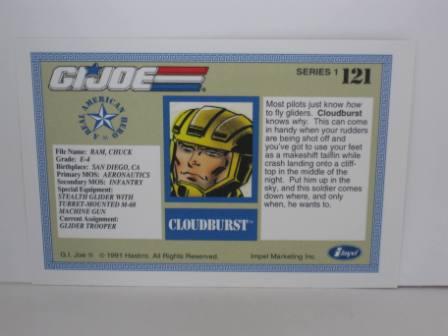 G.I.JOE
SERIES 1 121
A REAL AMERICAN HERO
File Name: RAM, CHUCK
Grade: E-4
Birthplace: SAN DIEGO, CA
Primary MOS: AERONAUTICS
Secondary MOS: INFANTRY
Special Equipment:
STEALTH GLIDER WITH
TURRET-MOUNTED M-60
MACHINE GUN
Current Assignment:
GLIDER TROOPER
CLOUDBURST™
Most pilots just know how
to fly gliders. Cloudburst
knows why. This can come
in handy when your rudders
are being shot off and
you've got to use your feet
as a makeshift tailfin while
crash landing onto a cliff-
top in the middle of the
night. Put him up in the
sky, and this soldier comes
down where, and only
when, he wants to.
impel
G.I. Joe ® © 1991 Hasbro. All Rights Reserved.
Impel Marketing Inc.